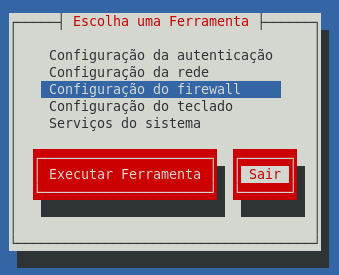 Escolha uma Ferramenta
Configuração da autenticação
Configuração da rede
Configuração do firewall
Configuração do teclado
Serviços do sistema
Executar Ferramenta
Sair